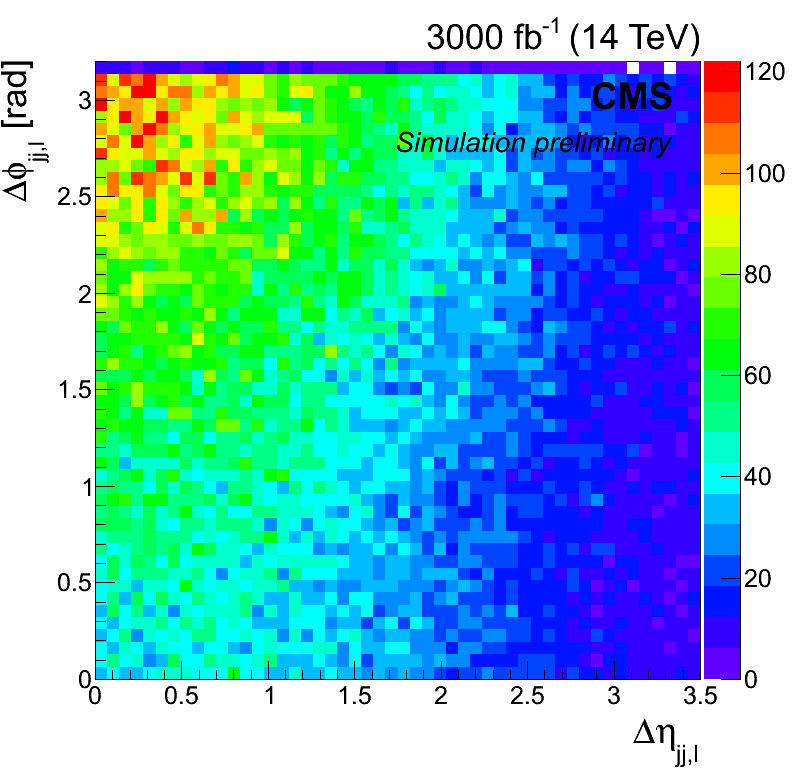 3000 fb-1 (14 TeV)
CMS
Simulation preliminary
Δϕjj,l [rad]
3
2.5
2
1.5
1
0.5
0
0 0.5 1 1.5 2 2.5 3 3.5
Δηjj,l
120
100
80
60
40
20
0